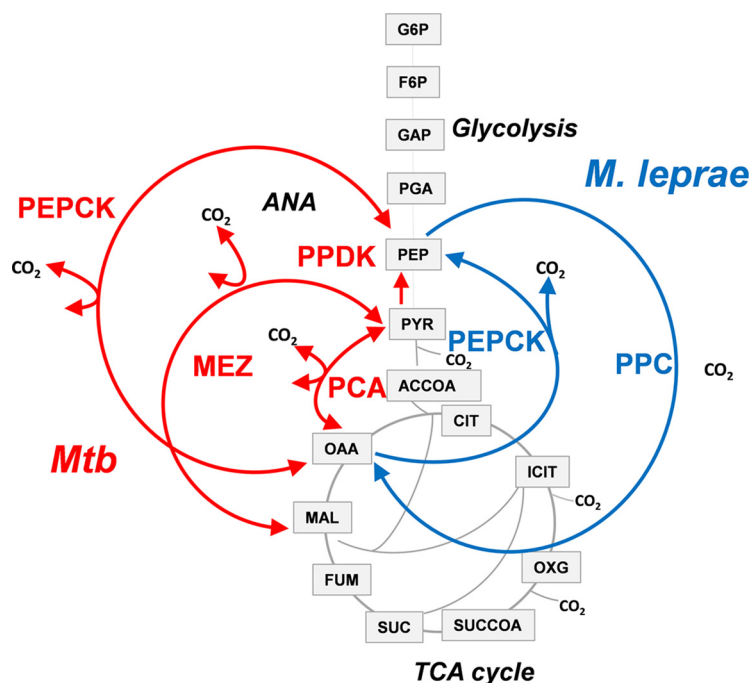 G6P
F6P
GAP
Glycolysis
PGA
M. leprae
PEPCK
CO2
ANA
CO2
PPDK
PEP
CO2
PYR
CO2
MEZ
CO2
PEPCK
PPC
CO2
PCA
ACCOA
CIT
Mtb
OAA
ICIT
CO2
MAL
OXG
FUM
CO2
SUC
SUCCOA
TCA cycle